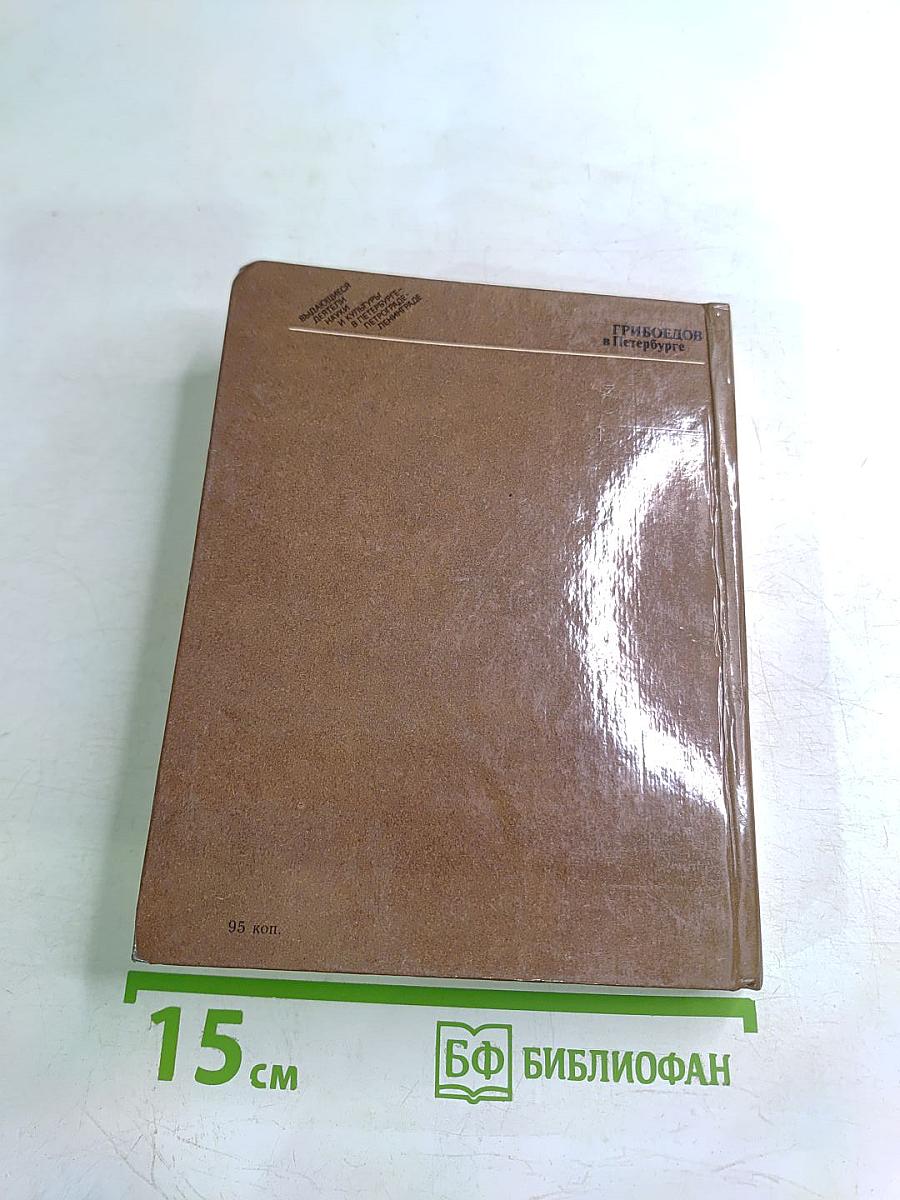 ВЫДАЮЩИЕСЯ
ДЕЯТЕЛИ
НАУКИ
И КУЛЬТУРЫ
В ПЕТЕРБУРГЕ–
ПЕТРОГРАДЕ–
ЛЕНИНГРАДЕ
ГРИБОЕДОВ
в Петербурге
95 коп.
15 см
БФ БИБЛИОФАН